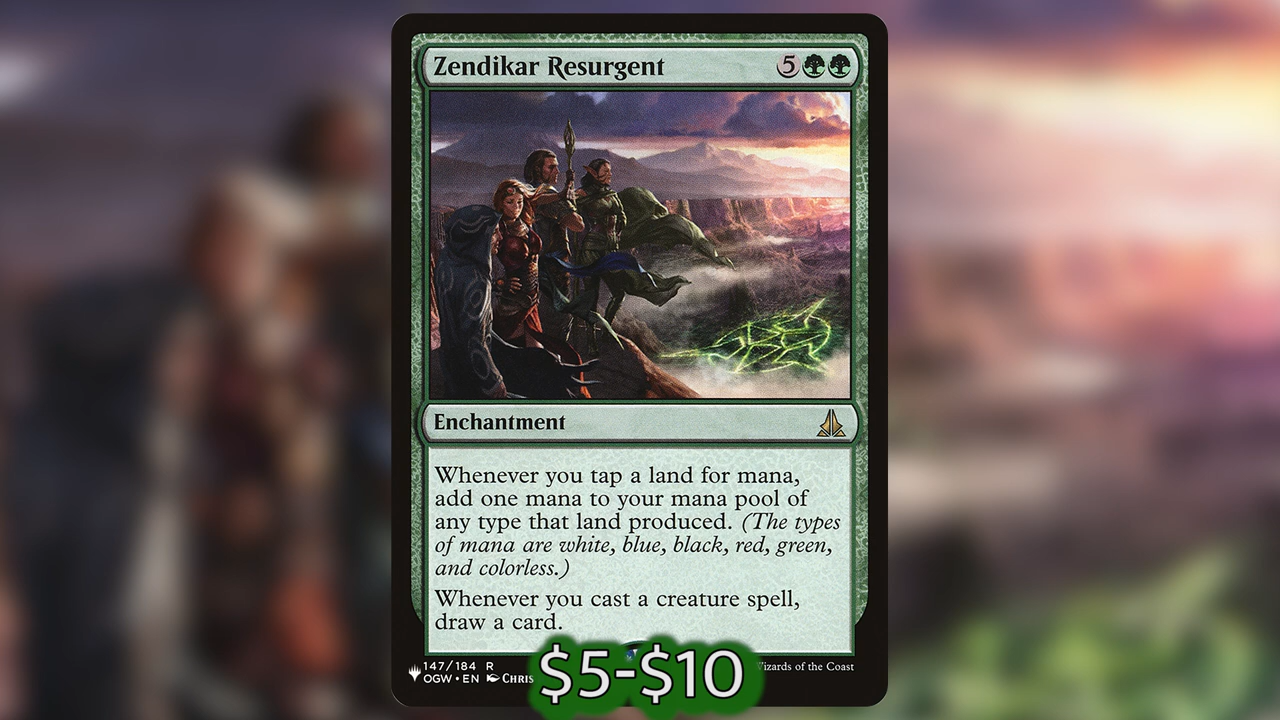 Zendikar Resurgent 5
Enchantment
Whenever you tap a land for mana,
add one mana to your mana pool of
any type that land produced. (The types
of mana are white, blue, black, red, green,
and colorless.)
Whenever you cast a creature spell,
draw a card.
147/184 R
OGW • EN CHRIS
Wizards of the Coast
$5-$10